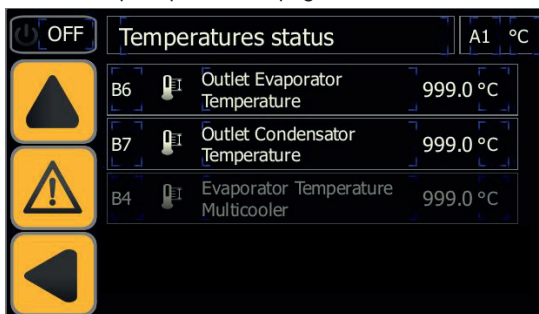 OFF Temperatures status A1 °C
B6 Outlet Evaporator Temperature 999.0 °C
B7 Outlet Condensator Temperature 999.0 °C
B4 Evaporator Temperature Multicooler 999.0 °C